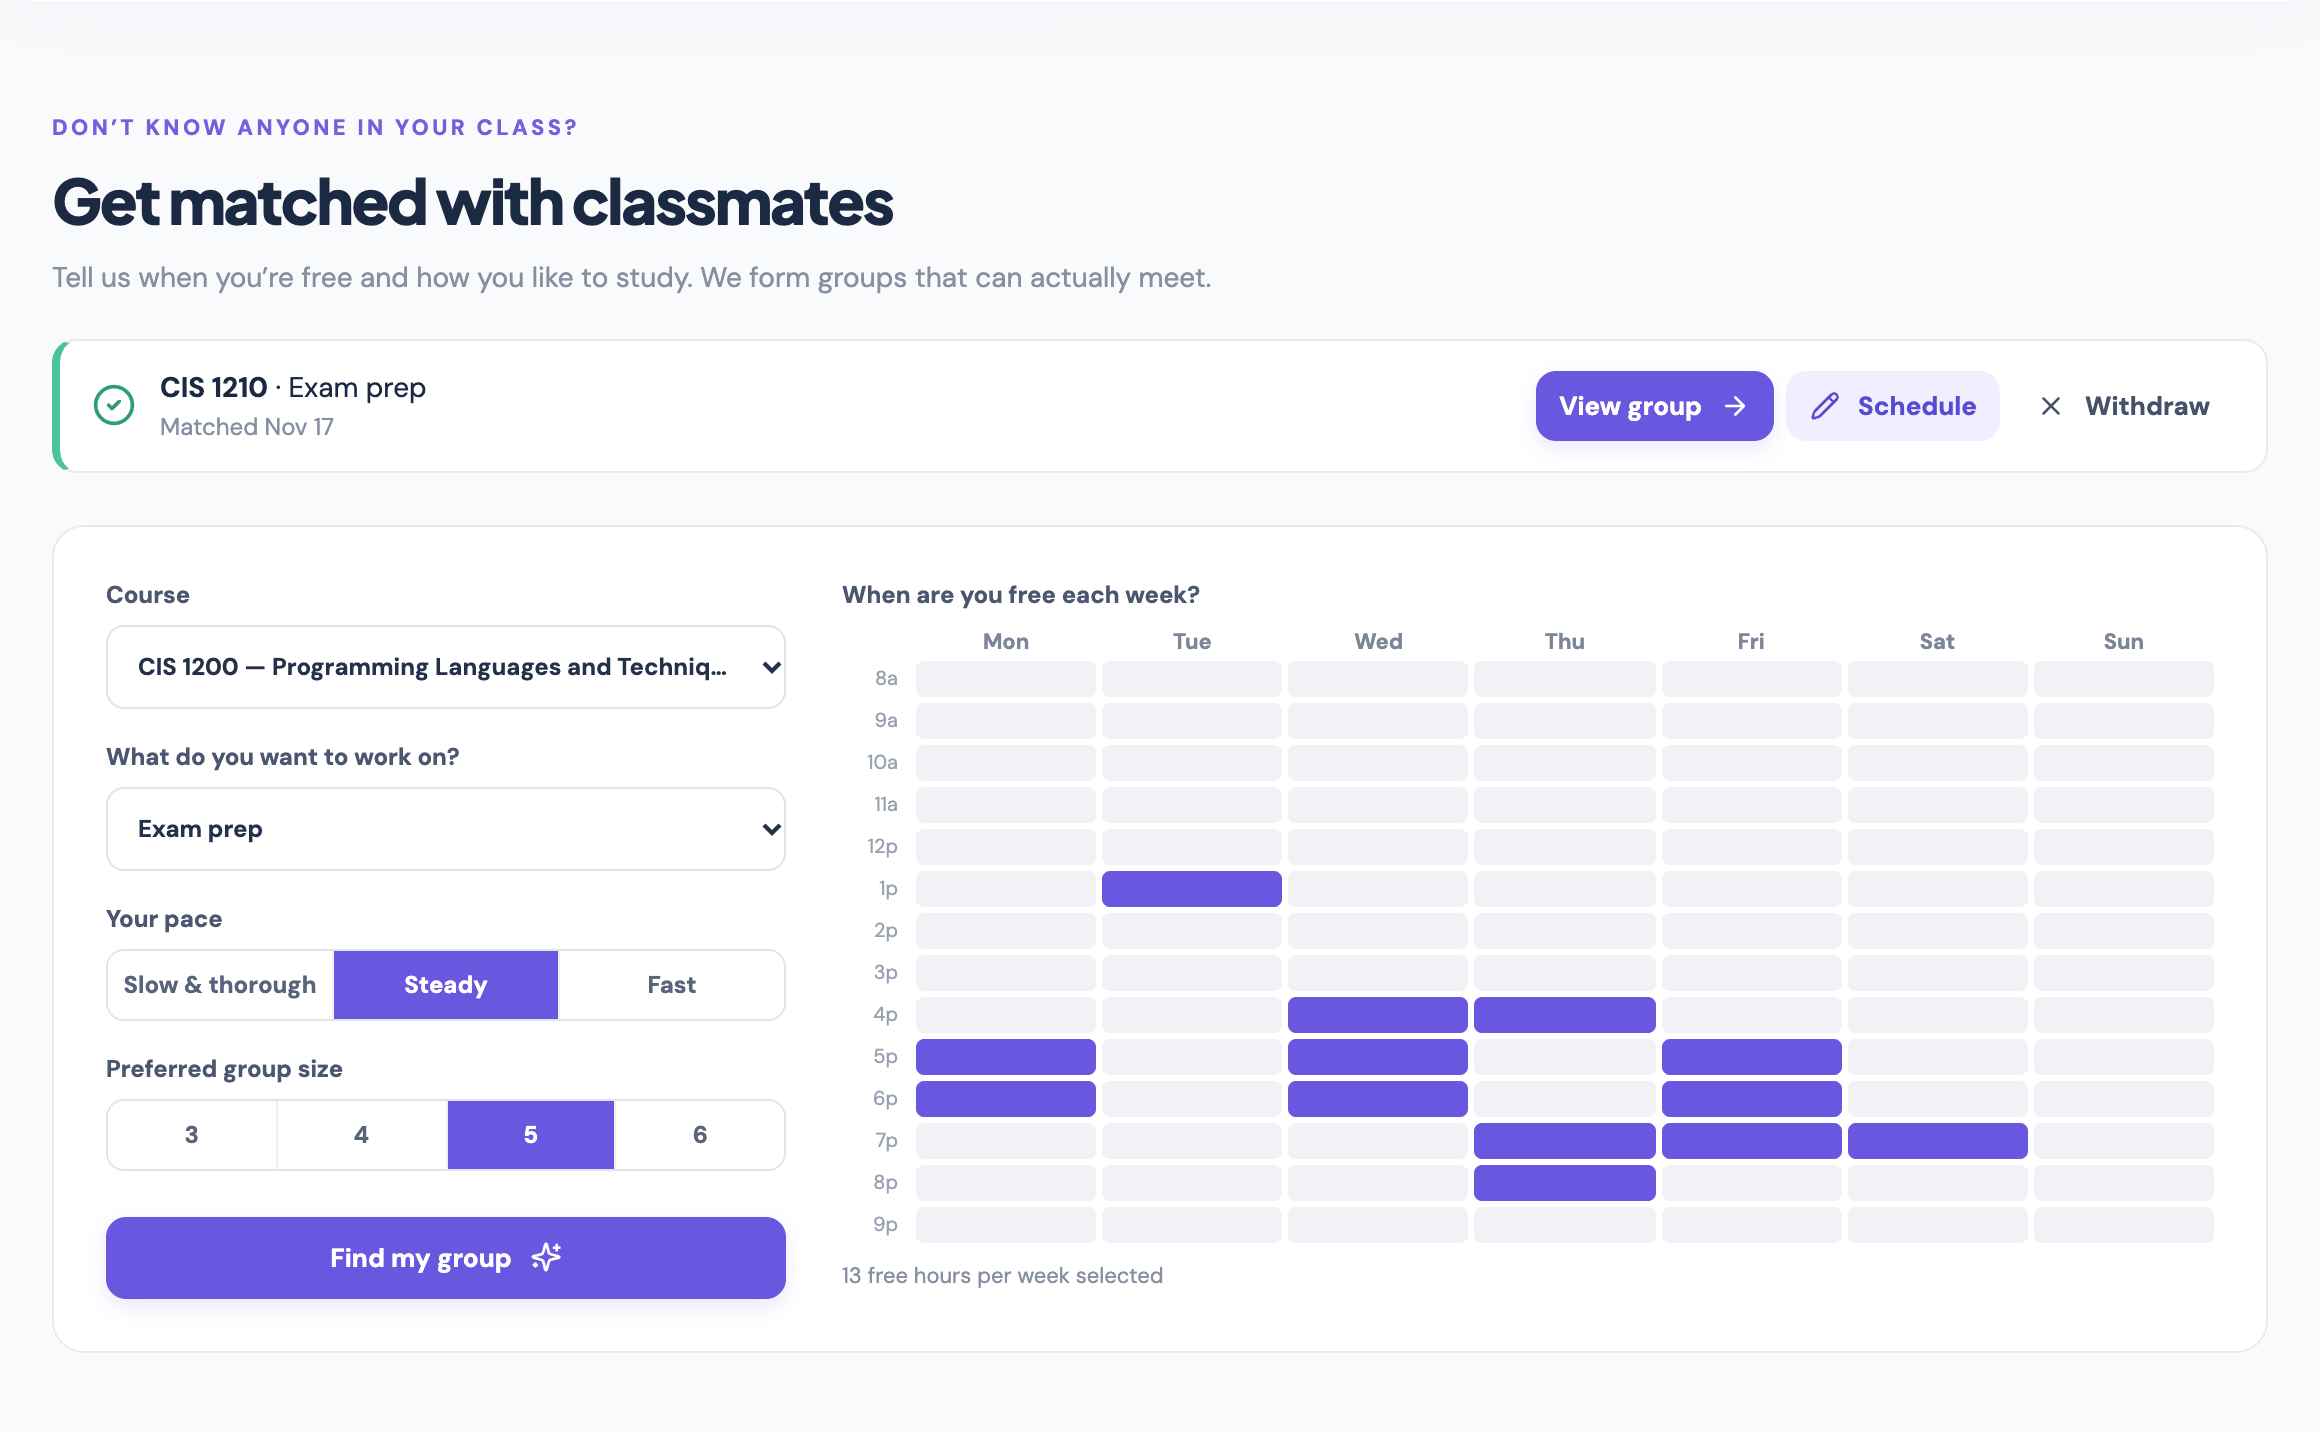 DON’T KNOW ANYONE IN YOUR CLASS?
Get matched with classmates
Tell us when you’re free and how you like to study. We form groups that can actually meet.
CIS 1210 · Exam prep
Matched Nov 17
View group
Schedule
Withdraw
Course
CIS 1200 — Programming Languages and Techniq...
What do you want to work on?
Exam prep
Your pace
Slow & thorough
Steady
Fast
Preferred group size
3
4
5
6
Find my group
When are you free each week?
Mon Tue Wed Thu Fri Sat Sun
8a
9a
10a
11a
12p
1p
2p
3p
4p
5p
6p
7p
8p
9p
13 free hours per week selected